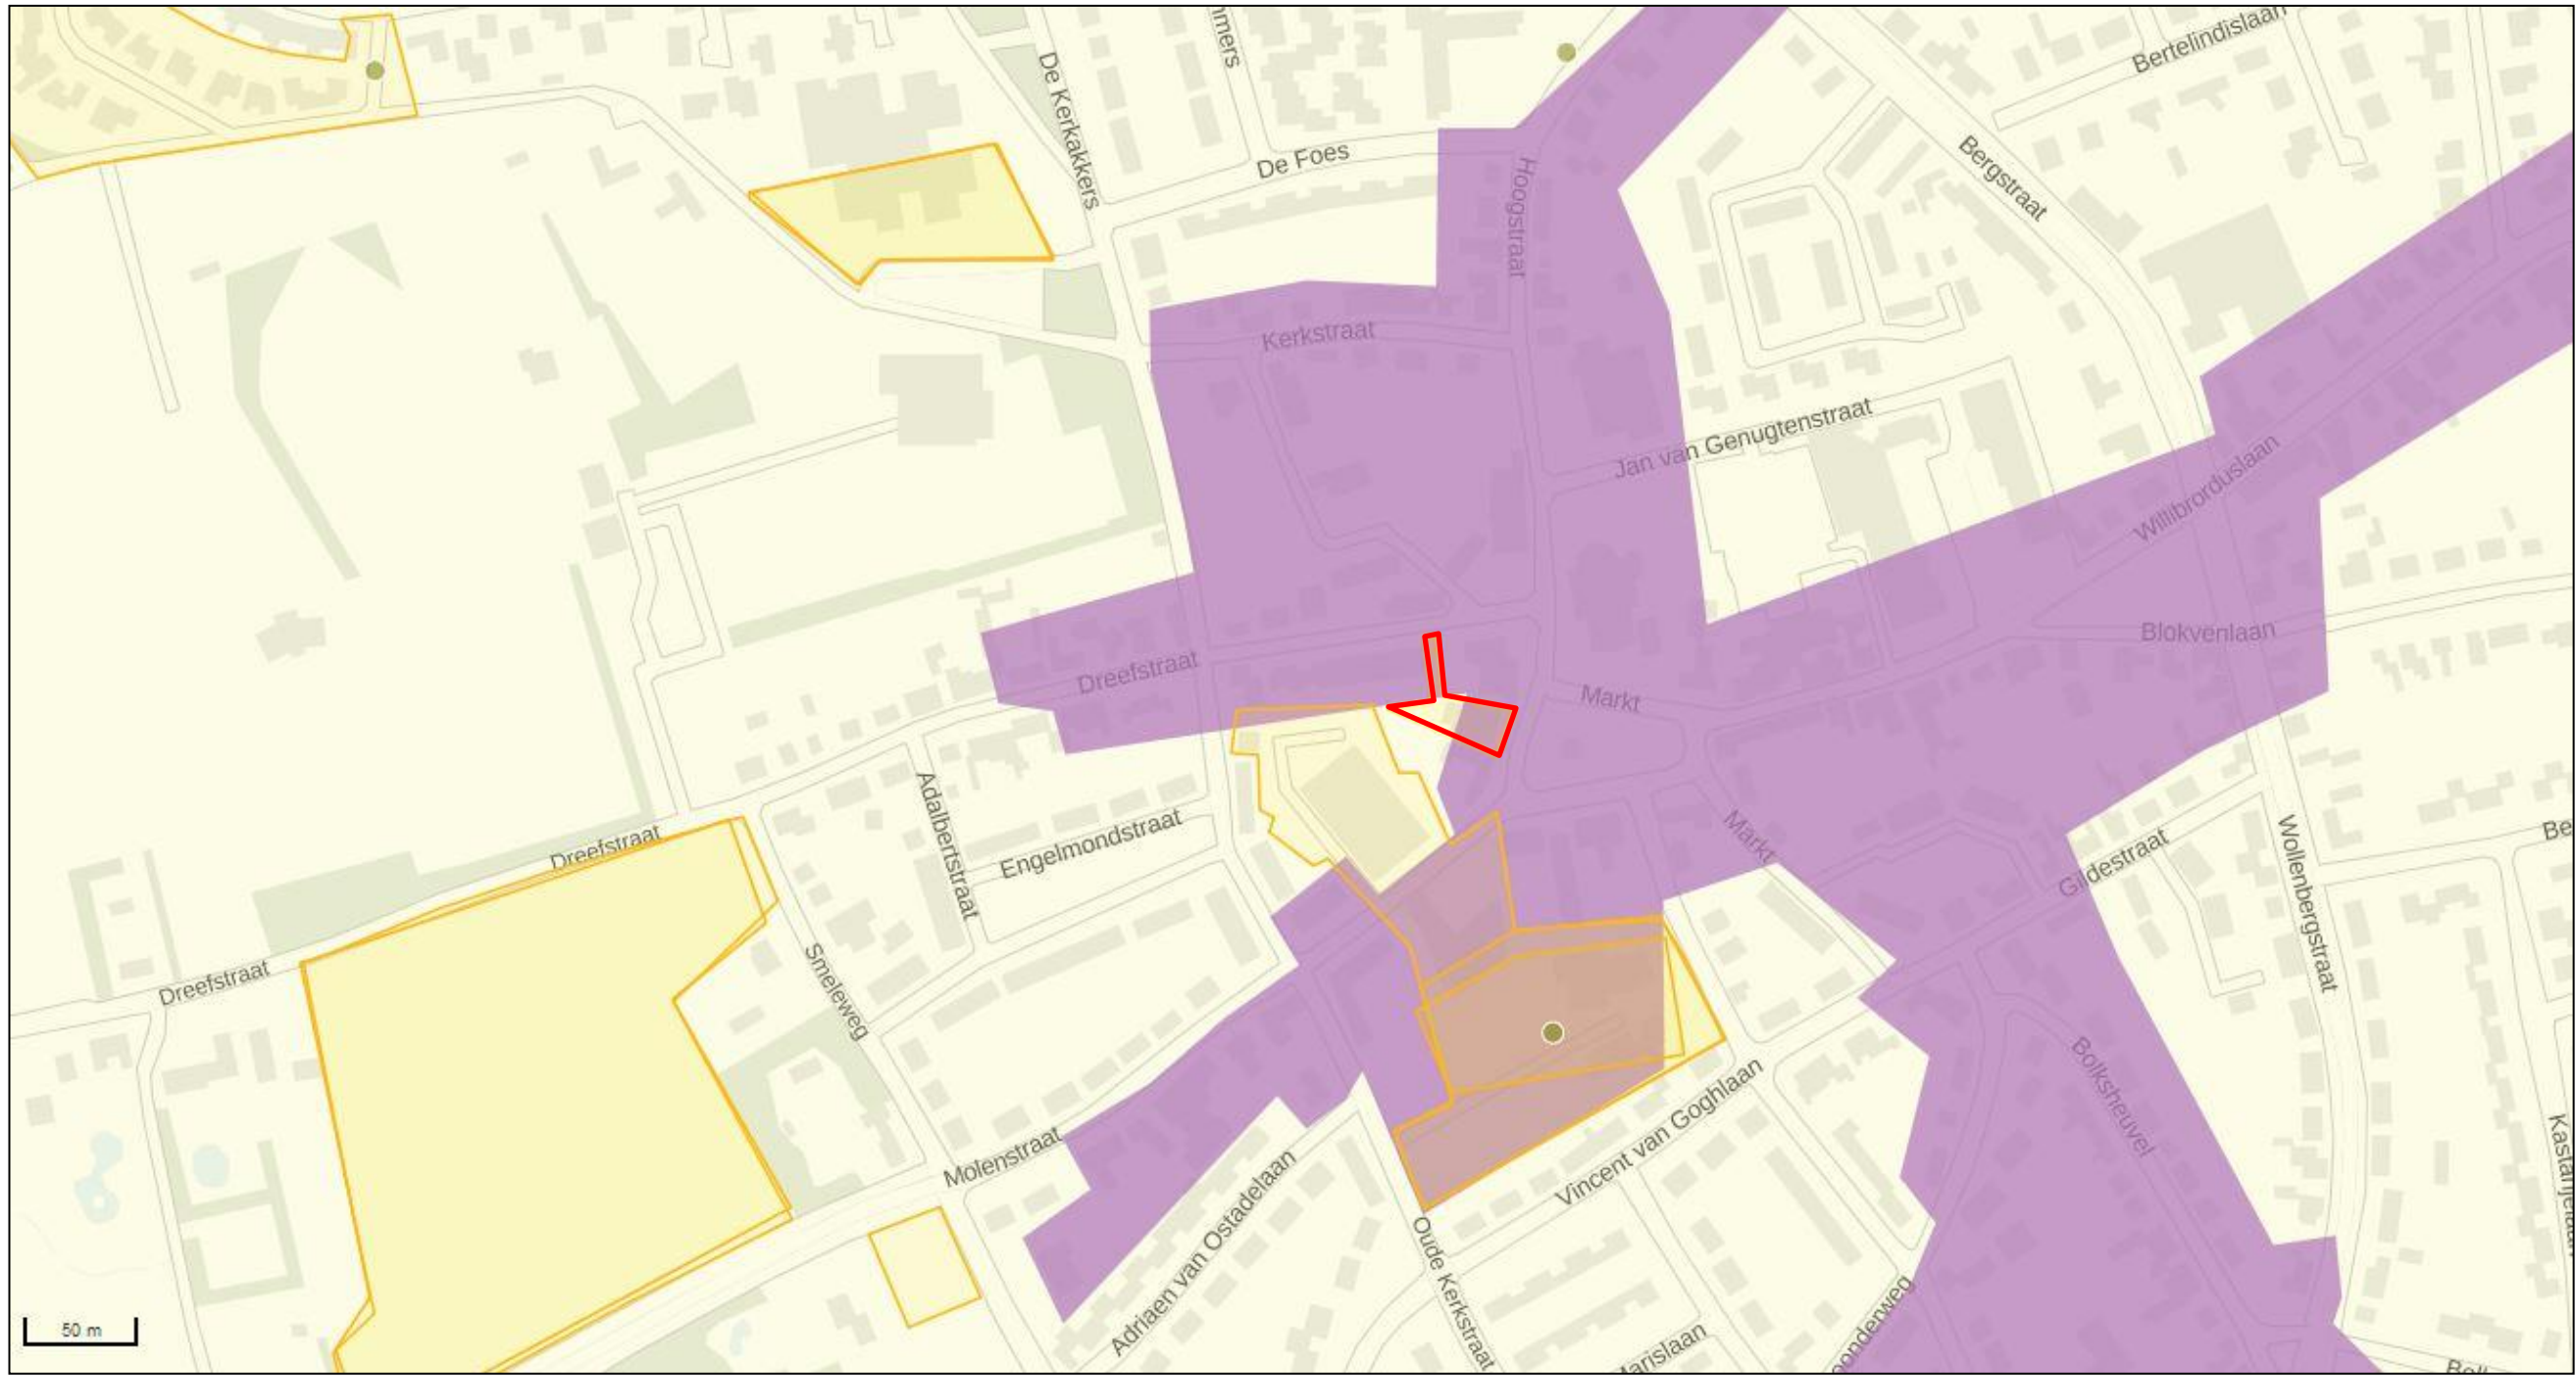 Bertelindislaan
De Kerkakkers
De Foes
Bergstraat
Hoogstraat
Kerkstraat
Jan van Genugtenstraat
Willibrorduslaan
Blokvenlaan
Dreefstraat
Markt
Adalbertstraat
Engelmondstraat
Markt
Dreefstraat
Gildestraat
Wollenbergstraat
Dreefstraat
Smeleweg
Bolksheuvel
Molenstraat
Vincent van Goghlaan
Adriaen van Ostadelaan
Oude Kerkstraat
50 m